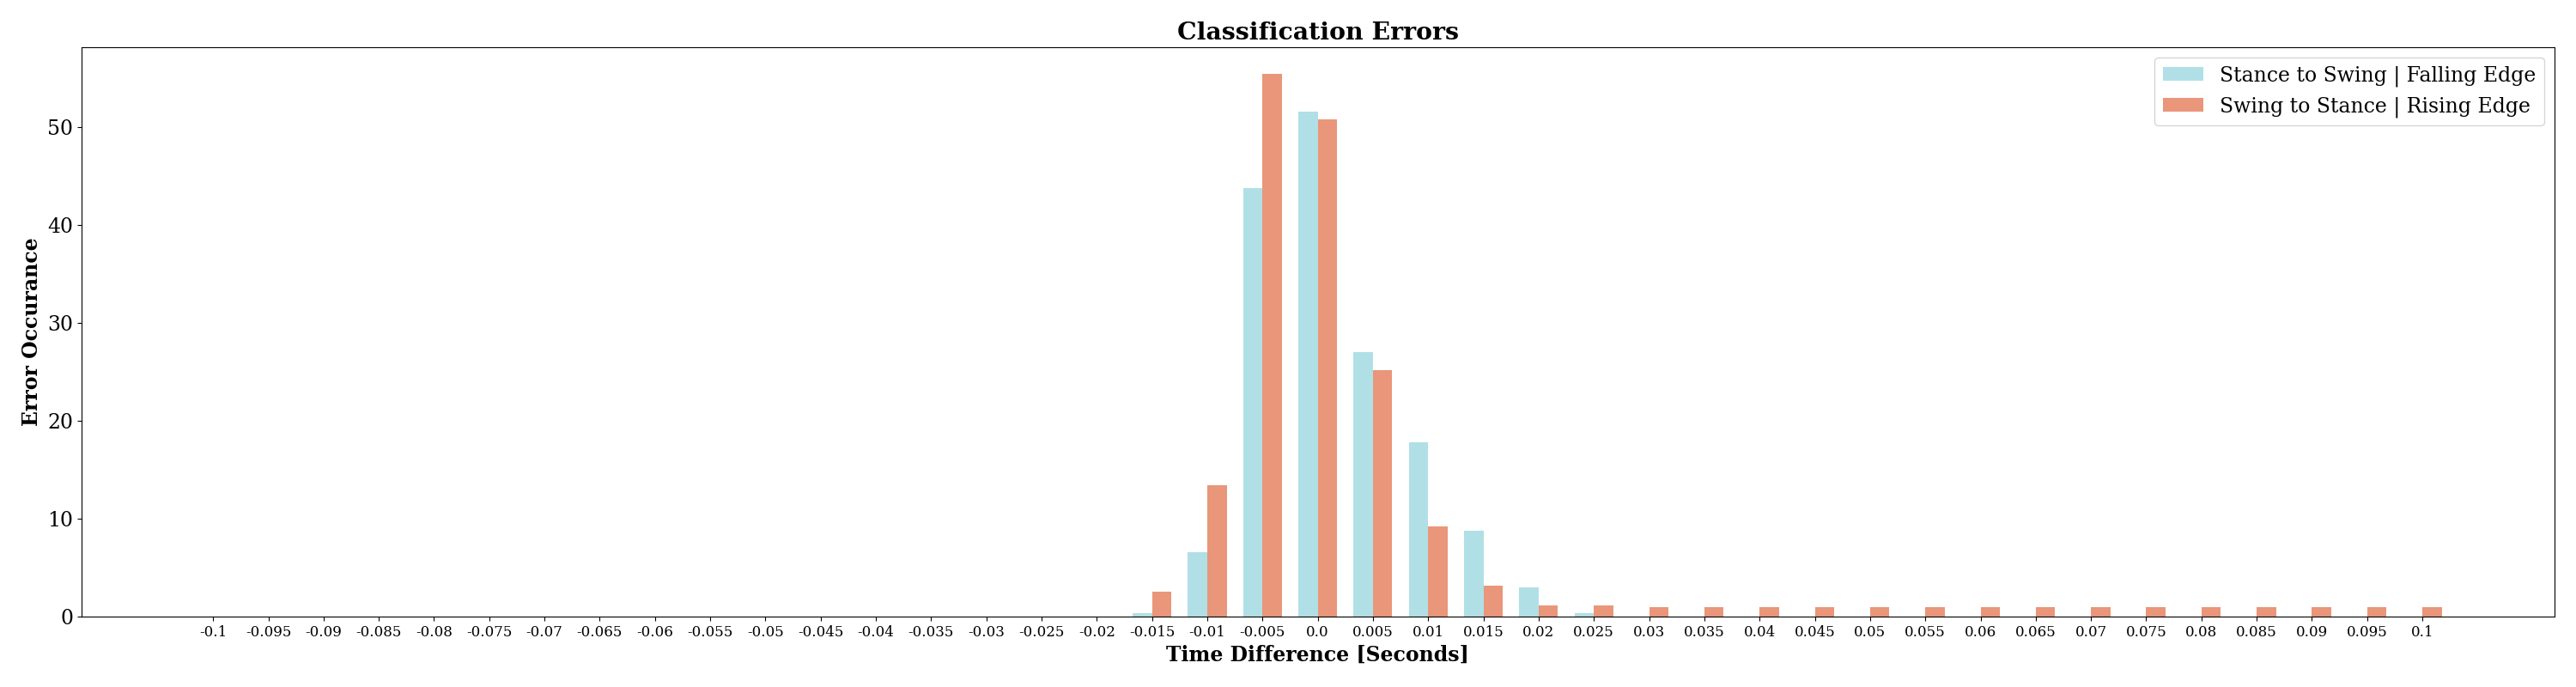 Classification Errors
Stance to Swing | Falling Edge
Swing to Stance | Rising Edge
Error Occurance
50
40
30
20
10
0
-0.1 -0.095 -0.09 -0.085 -0.08 -0.075 -0.07 -0.065 -0.06 -0.055 -0.05 -0.045 -0.04 -0.035 -0.03 -0.025 -0.02 -0.015 -0.01 -0.005 0.0 0.005 0.01 0.015 0.02 0.025 0.03 0.035 0.04 0.045 0.05 0.055 0.06 0.065 0.07 0.075 0.08 0.085 0.09 0.095 0.1
Time Difference [Seconds]